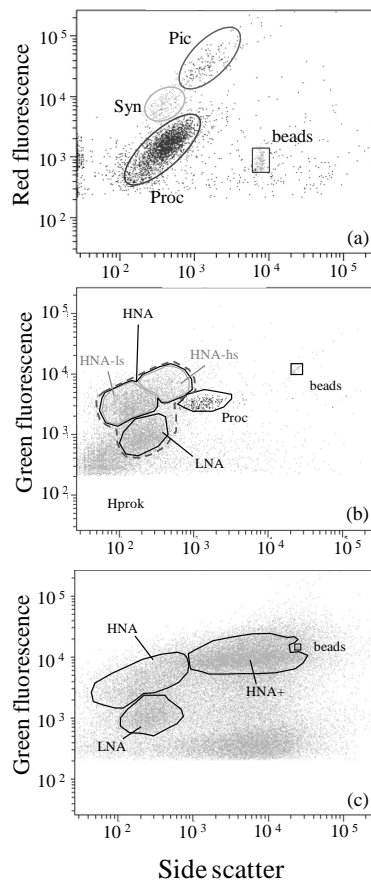 10^5
Pic
10^4
Syn
beads
10^3
Proc
10^2
(a)
Red fluorescence
10^2 10^3 10^4 10^5
10^5
HNA
HNA-ls
HNA-hs
10^4
beads
Proc
10^3
LNA
10^2
Hprok
(b)
Green fluorescence
10^2 10^3 10^4 10^5
10^5
HNA
10^4
beads
HNA+
10^3
LNA
10^2
(c)
Green fluorescence
10^2 10^3 10^4 10^5
Side scatter